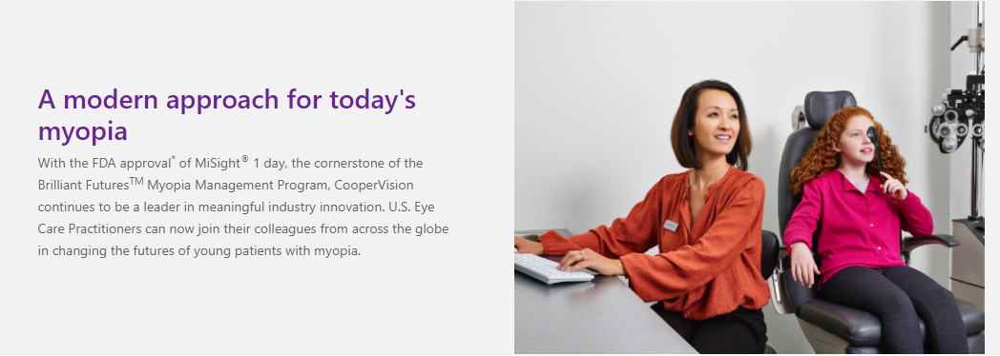 A modern approach for today's
myopia
With the FDA approval* of MiSight® 1 day, the cornerstone of the
Brilliant Futures™ Myopia Management Program, CooperVision
continues to be a leader in meaningful industry innovation. U.S. Eye
Care Practitioners can now join their colleagues from across the globe
in changing the futures of young patients with myopia.